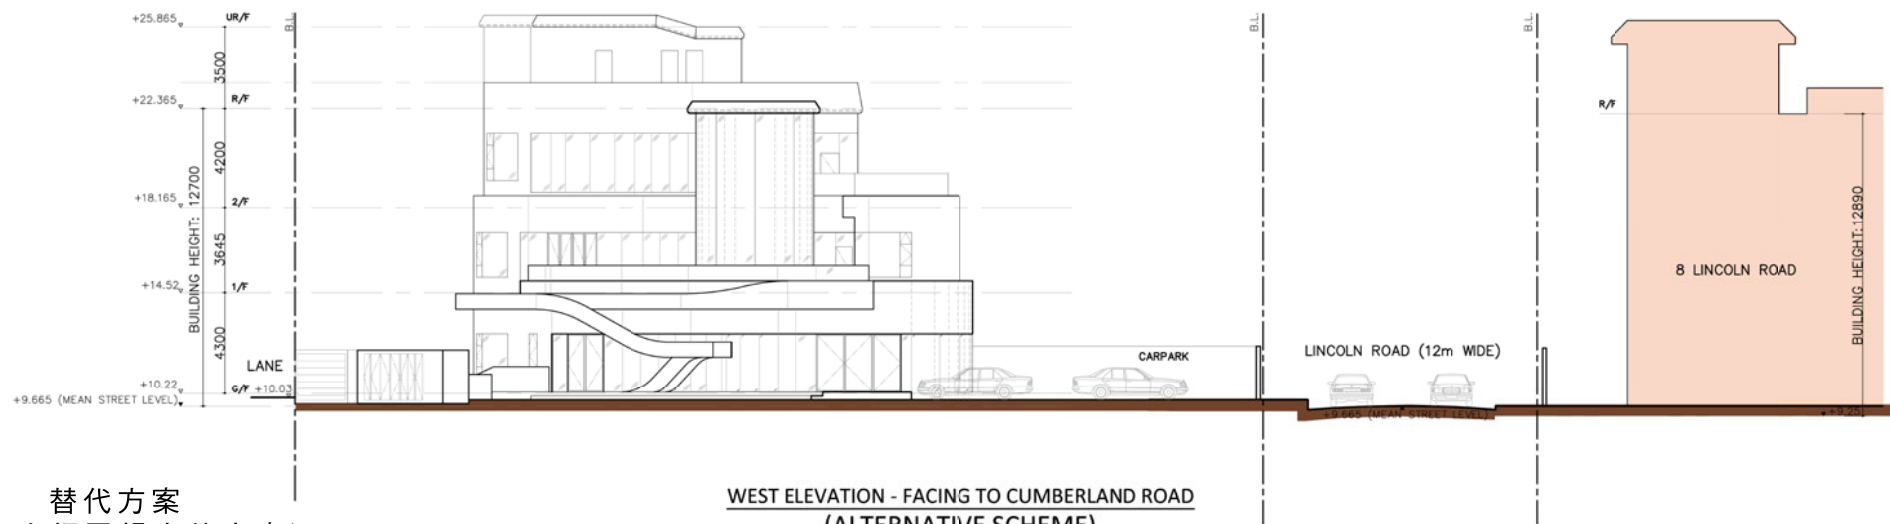 +25.865
UR/F
B.L.
B.L.
B.L.
3500
+22.365
R/F
R/F
4200
+18.165
2/F
BUILDING HEIGHT: 12700
3645
BUILDING HEIGHT:12890
8 LINCOLN ROAD
+14.52
1/F
4300
LANE
CARPARK
LINCOLN ROAD (12m WIDE)
+10.22
G/F
+10.03
+9.665 (MEAN STREET LEVEL)
+9.665 (MEAN STREET LEVEL)
+9.25
替代方案
WEST ELEVATION - FACING TO CUMBERLAND ROAD
(ALTERNATIVE SCHEME)